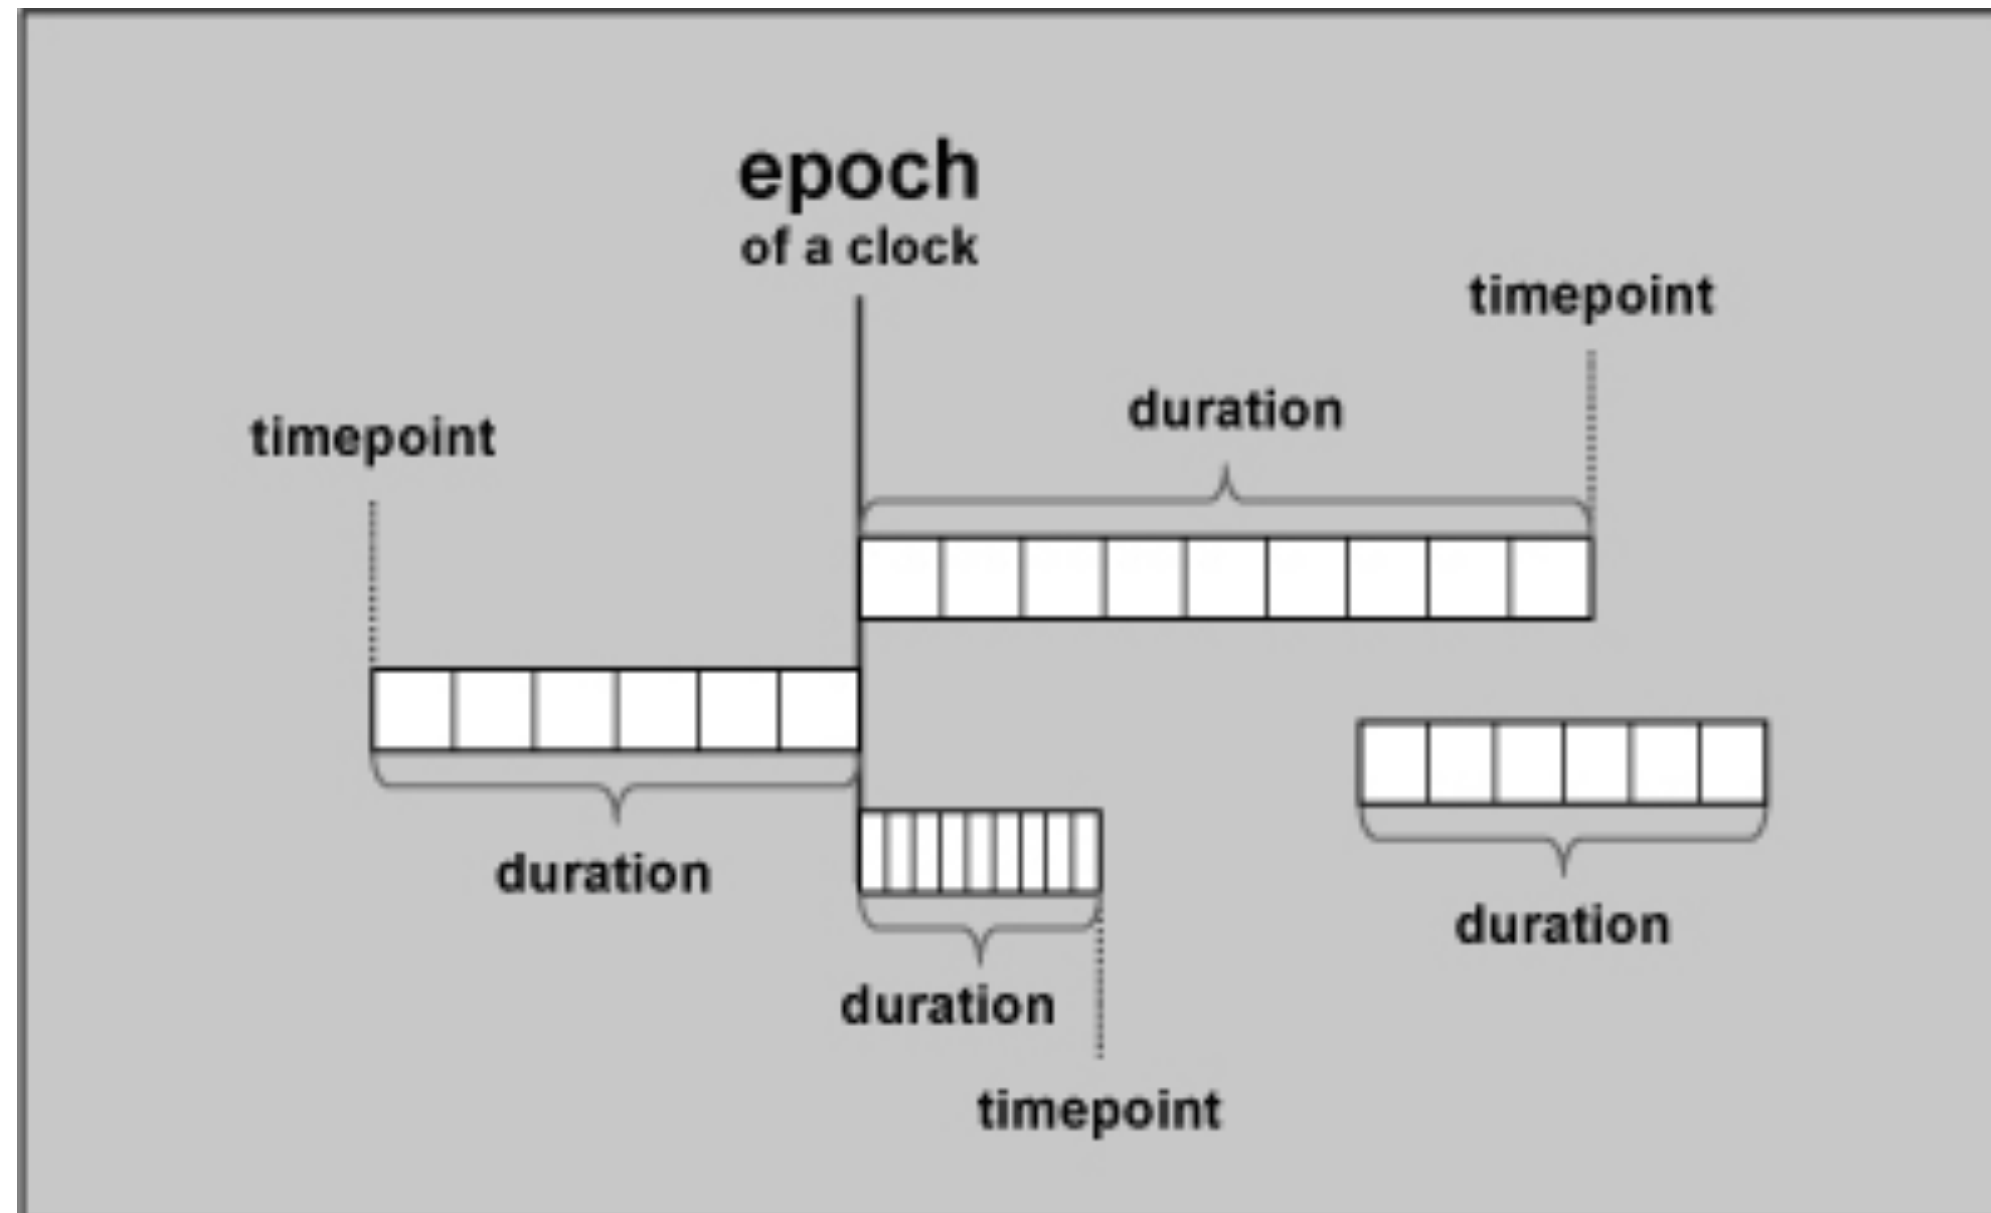 epoch
of a clock
timepoint
duration
timepoint
duration
duration
duration
timepoint